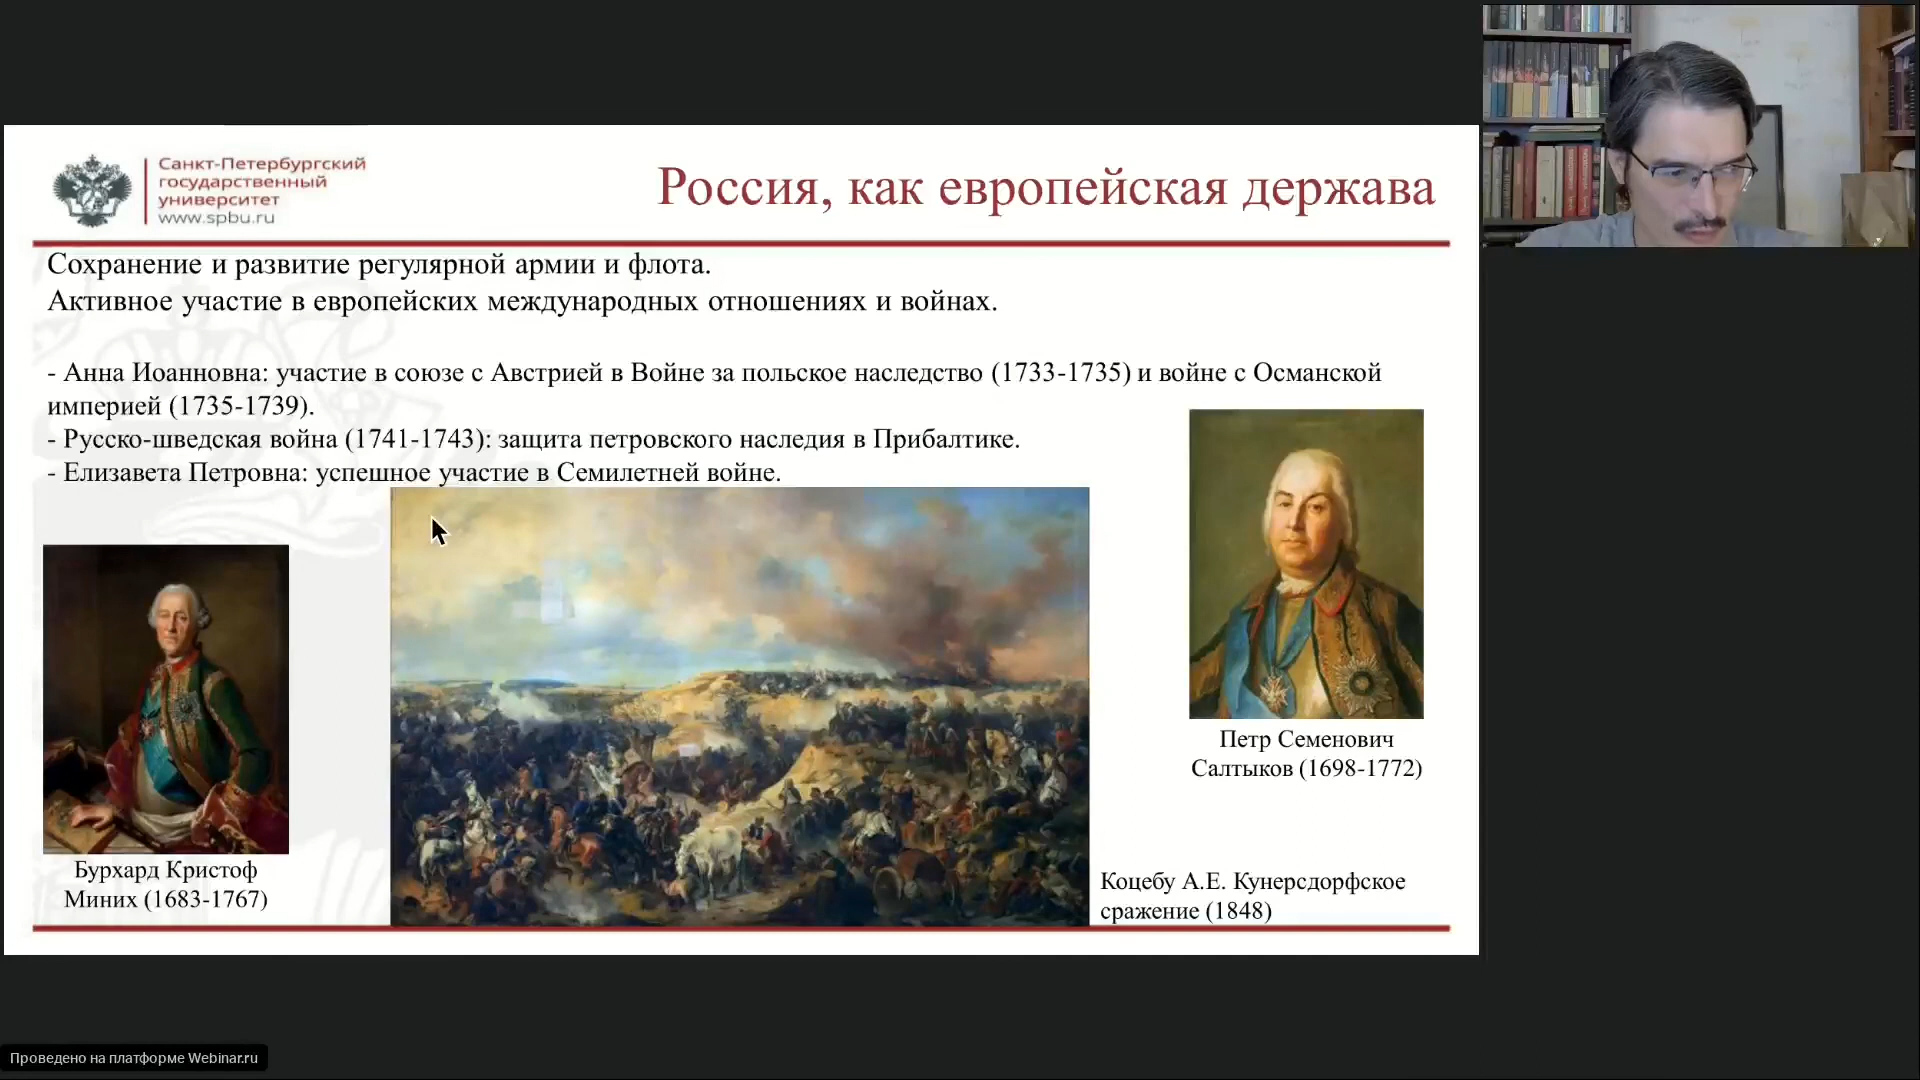 Санкт-Петербургский
государственный
университет
www.spbu.ru
Россия, как европейская держава
Сохранение и развитие регулярной армии и флота.
Активное участие в европейских международных отношениях и войнах.
- Анна Иоанновна: участие в союзе с Австрией в Войне за польское наследство (1733-1735) и войне с Османской
империей (1735-1739).
- Русско-шведская война (1741-1743): защита петровского наследия в Прибалтике.
- Елизавета Петровна: успешное участие в Семилетней войне.
Петр Семенович
Салтыков (1698-1772)
Бурхард Кристоф
Миних (1683-1767)
Коцебу А.Е. Кунерсдорфское
сражение (1848)
Проведено на платформе Webinar.ru